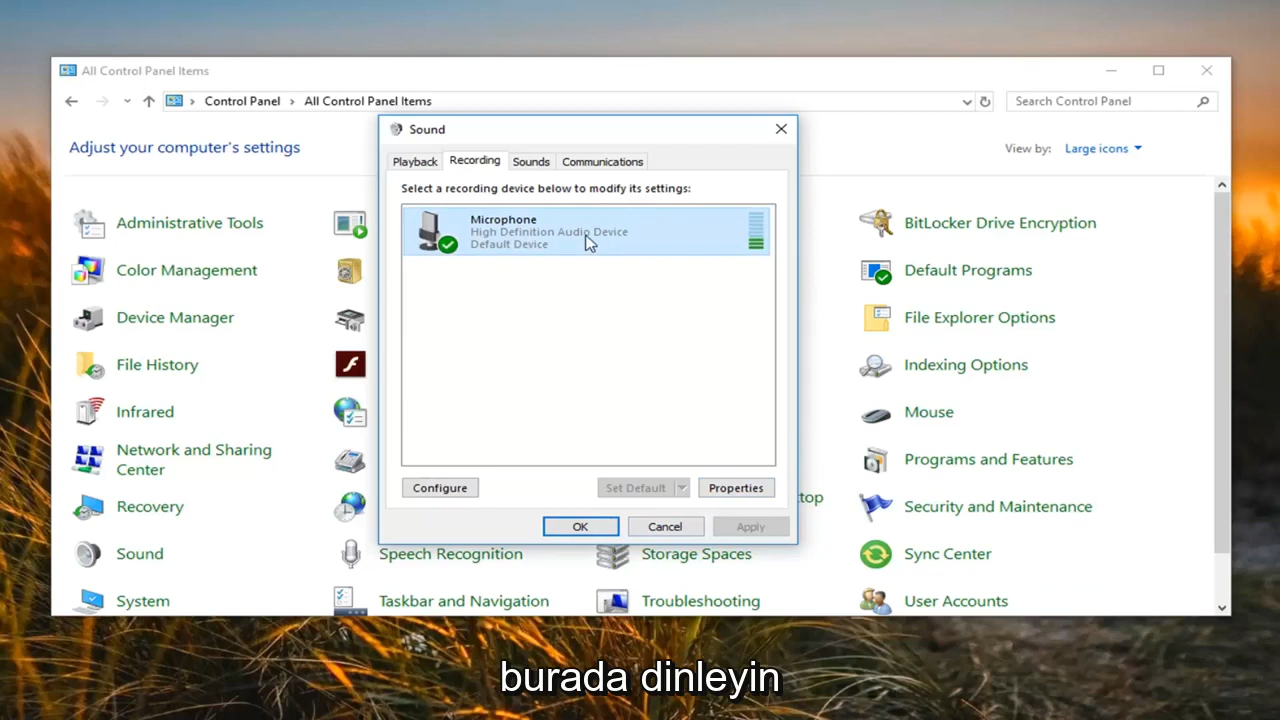 All Control Panel Items
Control Panel > All Control Panel Items
Search Control Panel
Adjust your computer's settings
View by: Large icons
Sound
Playback
Recording
Sounds
Communications
Select a recording device below to modify its settings:
Microphone
High Definition Audio Device
Default Device
Configure
Set Default
Properties
OK
Cancel
Apply
Administrative Tools
BitLocker Drive Encryption
Color Management
Default Programs
Device Manager
File Explorer Options
File History
Indexing Options
Infrared
Mouse
Network and Sharing
Center
Programs and Features
Recovery
top
Security and Maintenance
Sound
Speech Recognition
Storage Spaces
Sync Center
System
Taskbar and Navigation
Troubleshooting
User Accounts
burada dinleyin